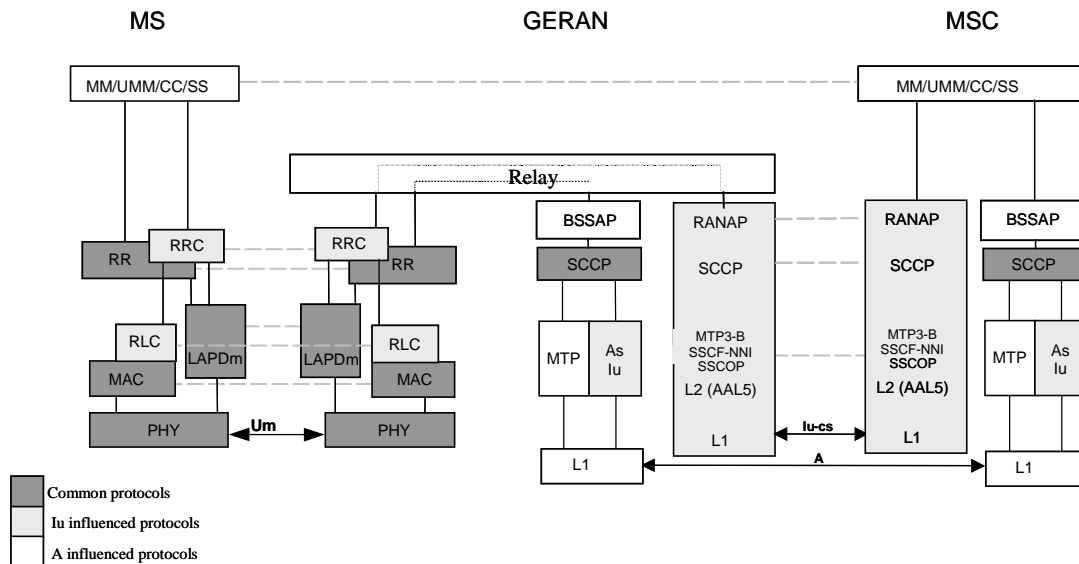 MS
GERAN
MSC
MM/UMM/CC/SS
MM/UMM/CC/SS
Relay
RRC
RR
RRC
RR
BSSAP
RANAP
RANAP
BSSAP
SCCP
SCCP
SCCP
SCCP
LAPDm
RLC
MAC
LAPDm
RLC
MAC
MTP
As
Iu
MTP3-B
SSCF-NNI
SSCOP
L2 (AAL5)
MTP3-B
SSCF-NNI
SSCOP
L2 (AAL5)
MTP
As
Iu
PHY
Um
PHY
L1
Iu-cs
L1
L1
A
L1
Common protocols
Iu influenced protocols
A influenced protocols